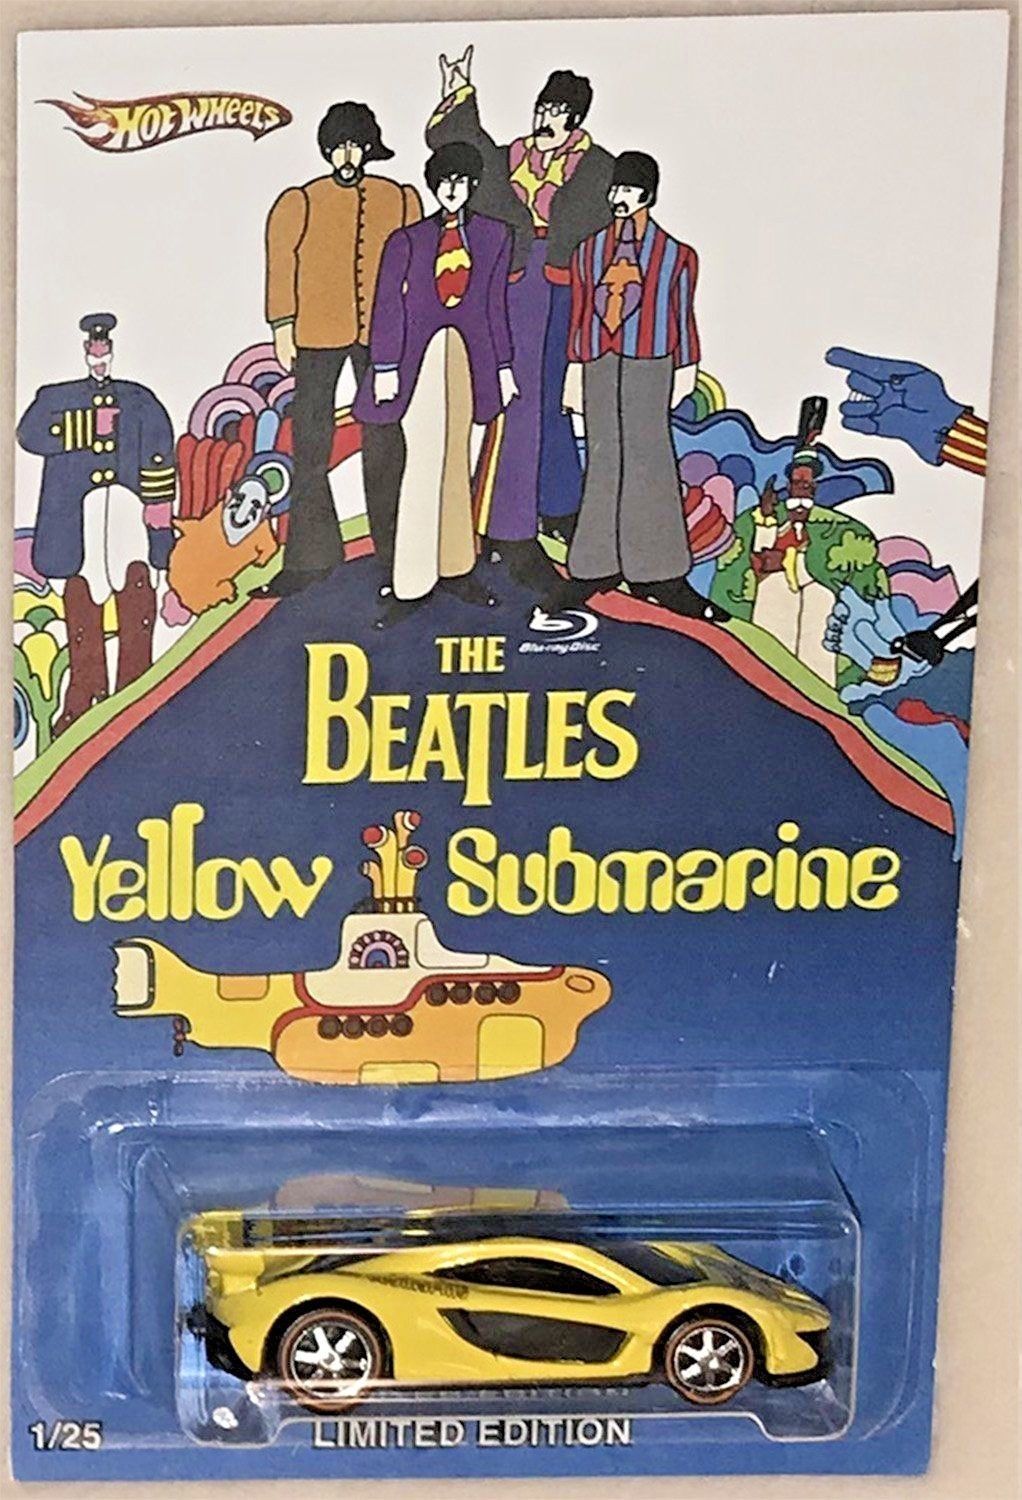 HOT WHEELS
Blu-ray Disc
THE
BEATLES
Yellow Submarine
1/25
LIMITED EDITION